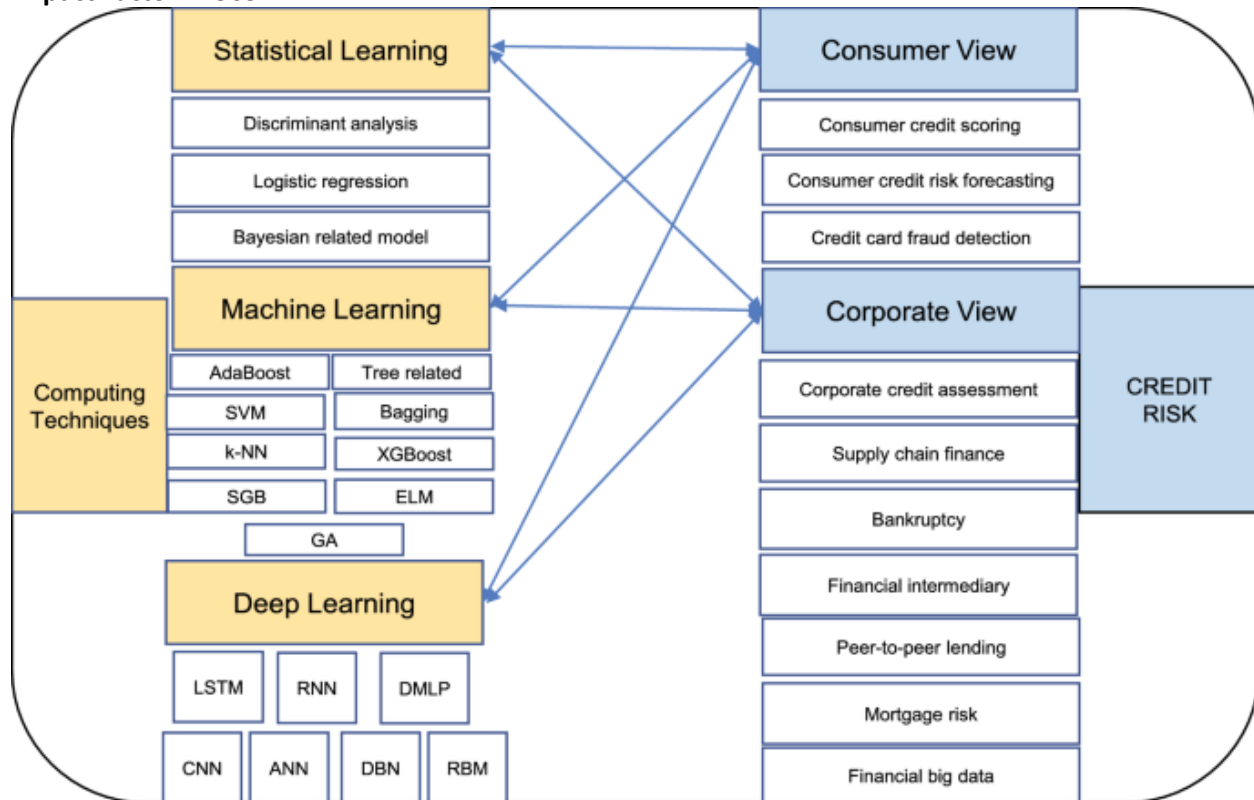 Statistical Learning
Discriminant analysis
Logistic regression
Bayesian related model
Machine Learning
AdaBoost
Tree related
SVM
Bagging
k-NN
XGBoost
SGB
ELM
GA
Deep Learning
LSTM
RNN
DMLP
CNN
ANN
DBN
RBM
Computing
Techniques
Consumer View
Consumer credit scoring
Consumer credit risk forecasting
Credit card fraud detection
Corporate View
Corporate credit assessment
Supply chain finance
Bankruptcy
Financial intermediary
Peer-to-peer lending
Mortgage risk
Financial big data
CREDIT
RISK